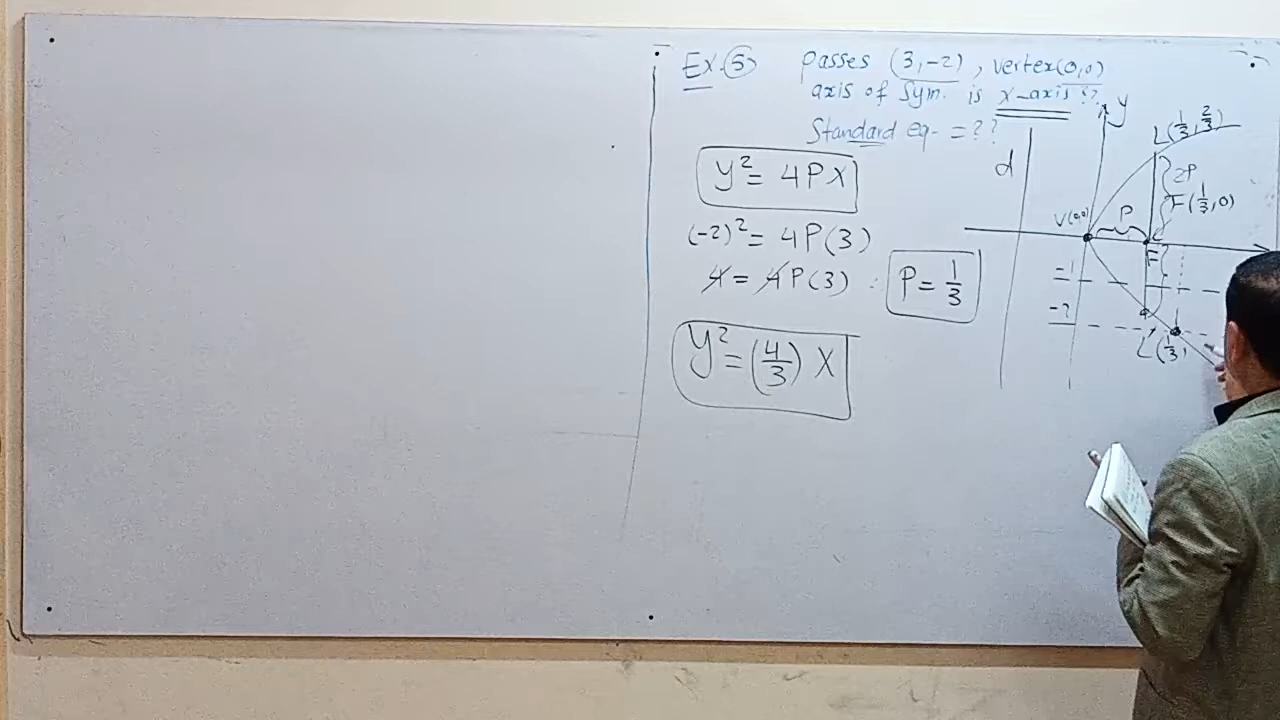 Ex. ⑤ passes (3,-2), vertex(0,0)
axis of Sym. is x-axis ??
Standard eq. = ??
y² = 4PX
(-2)² = 4P(3)
4 = 4P(3)
P = 1/3
y² = (4/3) X
y
d
L(1/3, 2/3)
2P
F(1/3, 0)
V(0,0)
P
F
-1
-2
L'(1/3,